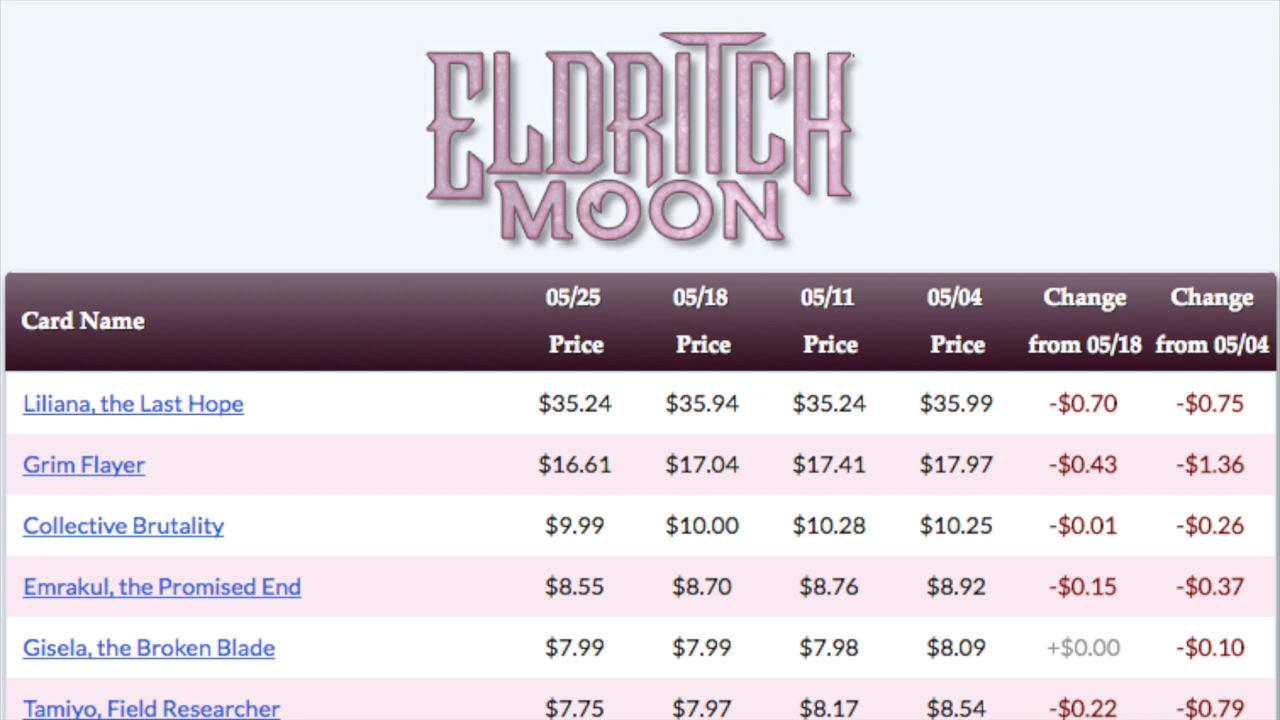 ELDRITCH
MOON
Card Name 05/25 Price 05/18 Price 05/11 Price 05/04 Price Change from 05/18 Change from 05/04
Liliana, the Last Hope $35.24 $35.94 $35.24 $35.99 -$0.70 -$0.75
Grim Flayer $16.61 $17.04 $17.41 $17.97 -$0.43 -$1.36
Collective Brutality $9.99 $10.00 $10.28 $10.25 -$0.01 -$0.26
Emrakul, the Promised End $8.55 $8.70 $8.76 $8.92 -$0.15 -$0.37
Gisela, the Broken Blade $7.99 $7.99 $7.98 $8.09 +$0.00 -$0.10
Tamiyo, Field Researcher $7.75 $7.97 $8.17 $8.54 -$0.22 -$0.79